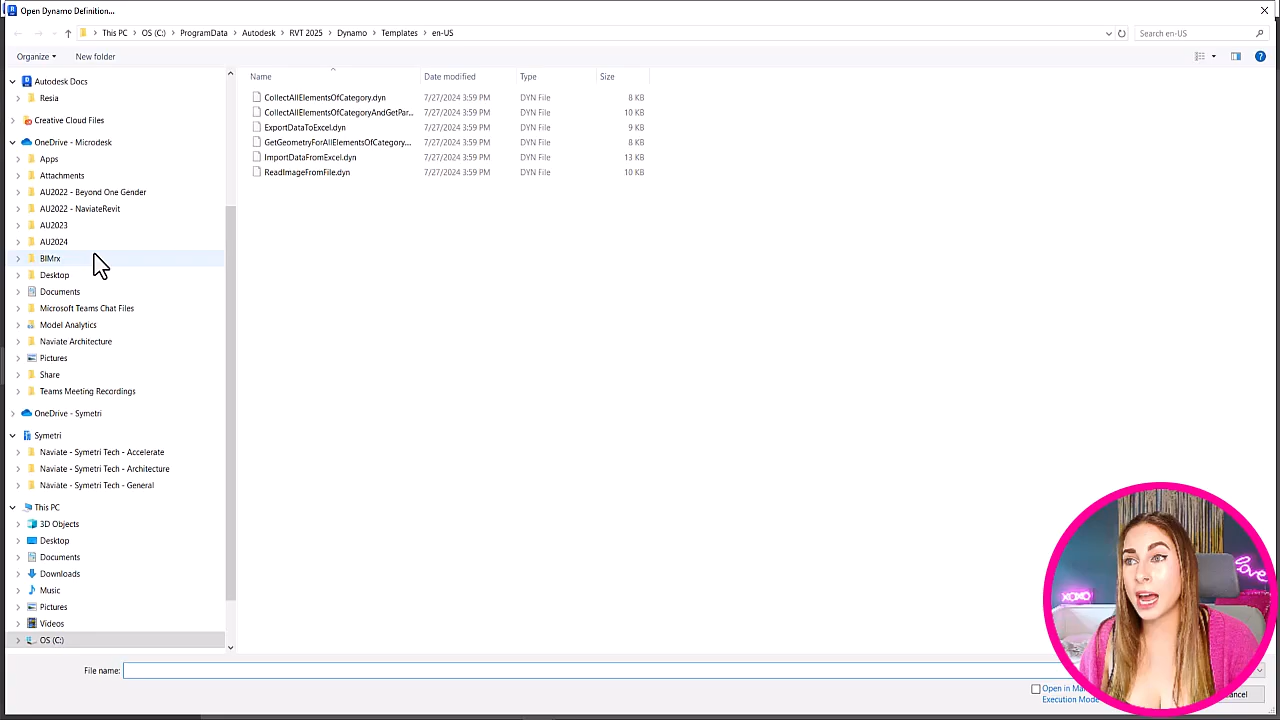 Open Dynamo Definition...
This PC > OS (C:) > ProgramData > Autodesk > RVT 2025 > Dynamo > Templates > en-US
Search en-US
Organize
New folder
Name
Date modified
Type
Size
CollectAllElementsOfCategory.dyn 7/27/2024 3:59 PM DYN File 8 KB
CollectAllElementsOfCategoryAndGetPar... 7/27/2024 3:59 PM DYN File 10 KB
ExportDataToExcel.dyn 7/27/2024 3:59 PM DYN File 9 KB
GetGeometryForAllElementsOfCategory... 7/27/2024 3:59 PM DYN File 8 KB
ImportDataFromExcel.dyn 7/27/2024 3:59 PM DYN File 13 KB
ReadImageFromFile.dyn 7/27/2024 3:59 PM DYN File 10 KB
Autodesk Docs
Resia
Creative Cloud Files
OneDrive - Microdesk
Apps
Attachments
AU2022 - Beyond One Gender
AU2022 - NaviateRevit
AU2023
AU2024
BIMrx
Desktop
Documents
Microsoft Teams Chat Files
Model Analytics
Naviate Architecture
Pictures
Share
Teams Meeting Recordings
OneDrive - Symetri
Symetri
Naviate - Symetri Tech - Accelerate
Naviate - Symetri Tech - Architecture
Naviate - Symetri Tech - General
This PC
3D Objects
Desktop
Documents
Downloads
Music
Pictures
Videos
OS (C:)
File name:
Open in Ma
Execution Mode
ancel
XOXO
love